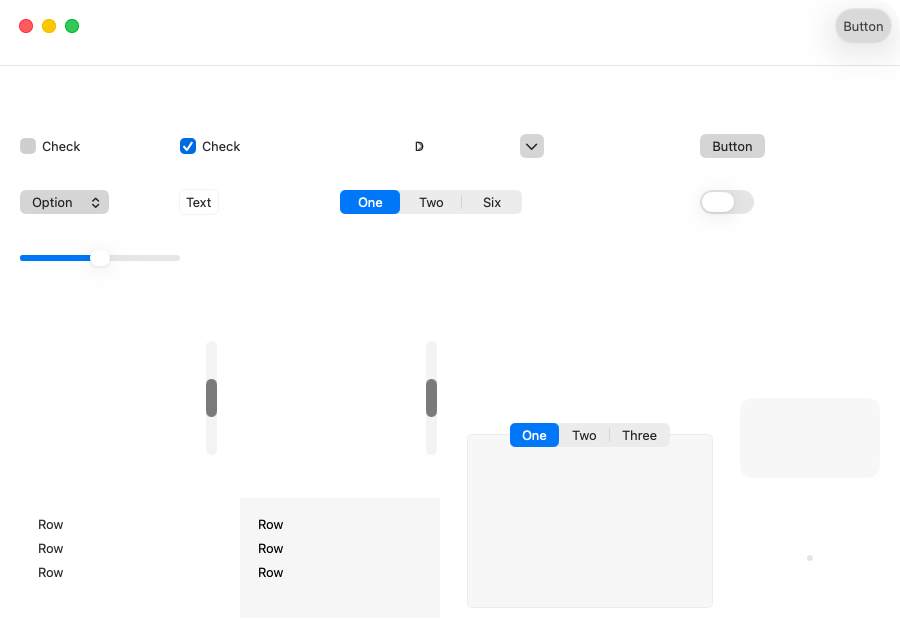 Button
Check
Check
Button
Option
Text
One
Two
Six
One
Two
Three
Row
Row
Row
Row
Row
Row